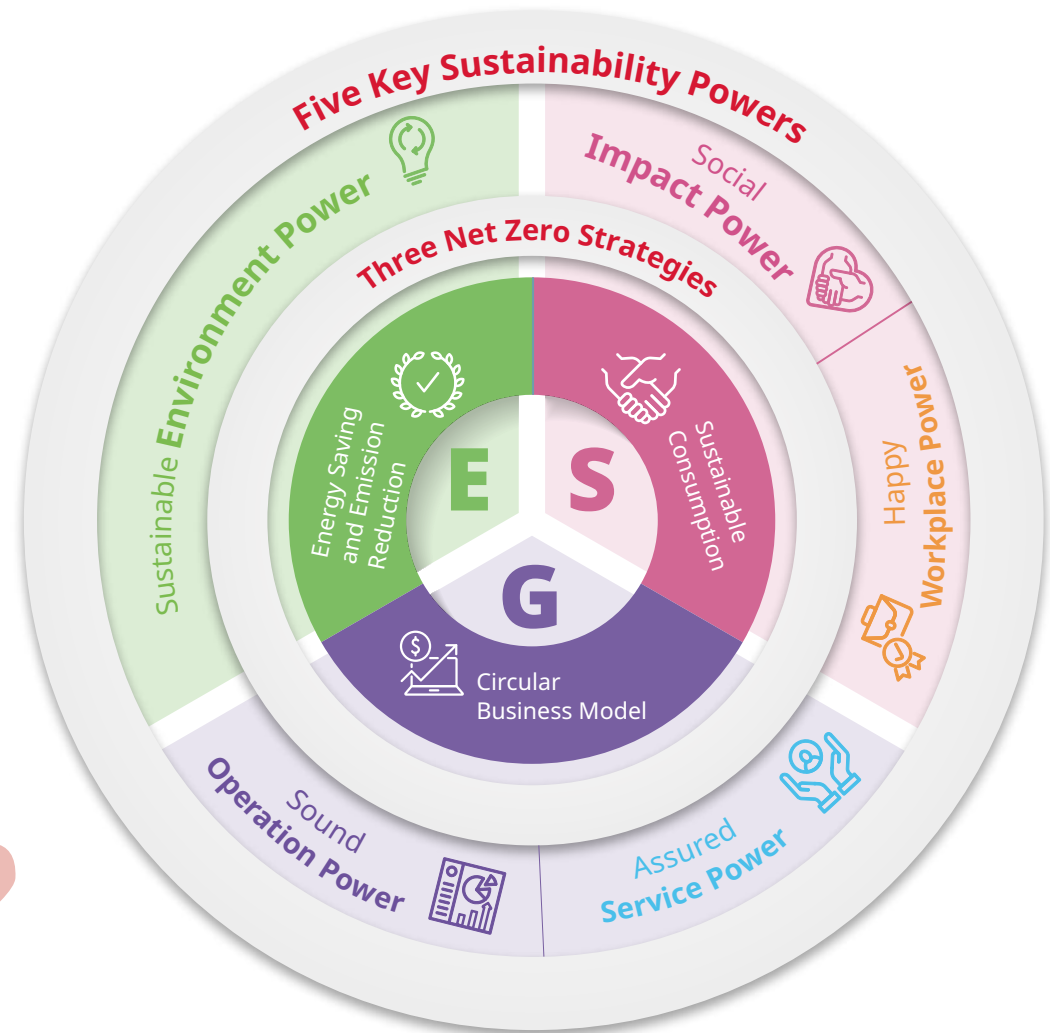 Five Key Sustainability Powers
Sustainable Environment Power
Social
Impact Power
Happy
Workplace Power
Assured
Service Power
Sound
Operation Power
Three Net Zero Strategies
Energy Saving
and Emission
Reduction
Sustainable
Consumption
Circular
Business Model
E
S
G
$